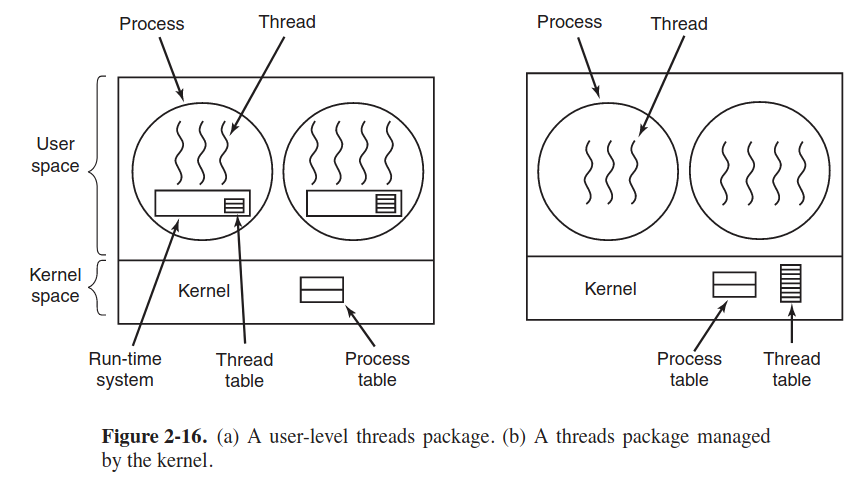 Process
Thread
Process
Thread
User
space
Kernel
space
Kernel
Kernel
Run-time
system
Thread
table
Process
table
Process
table
Thread
table
Figure 2-16. (a) A user-level threads package. (b) A threads package managed
by the kernel.